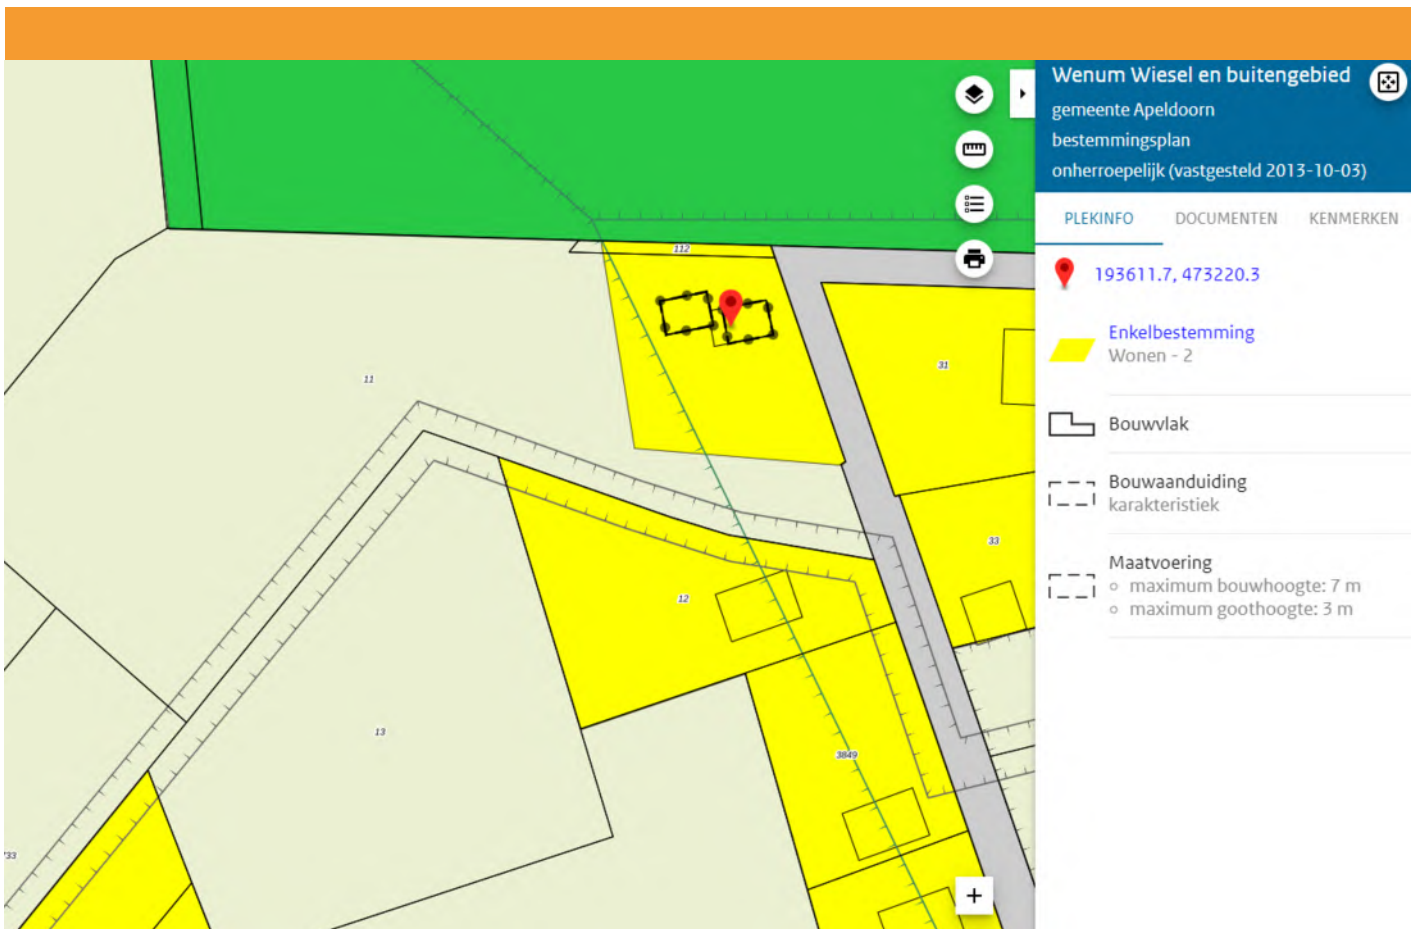 Wenum Wiesel en buitengebied
gemeente Apeldoorn
bestemmingsplan
onherroepelijk (vastgesteld 2013-10-03)
PLEKINFO DOCUMENTEN KENMERKEN
193611.7, 473220.3
Enkelbestemming
Wonen - 2
Bouwvlak
Bouwaanduiding
karakteristiek
Maatvoering
maximum bouwhoogte: 7 m
maximum goothoogte: 3 m
112
11
31
33
12
13
3849
733